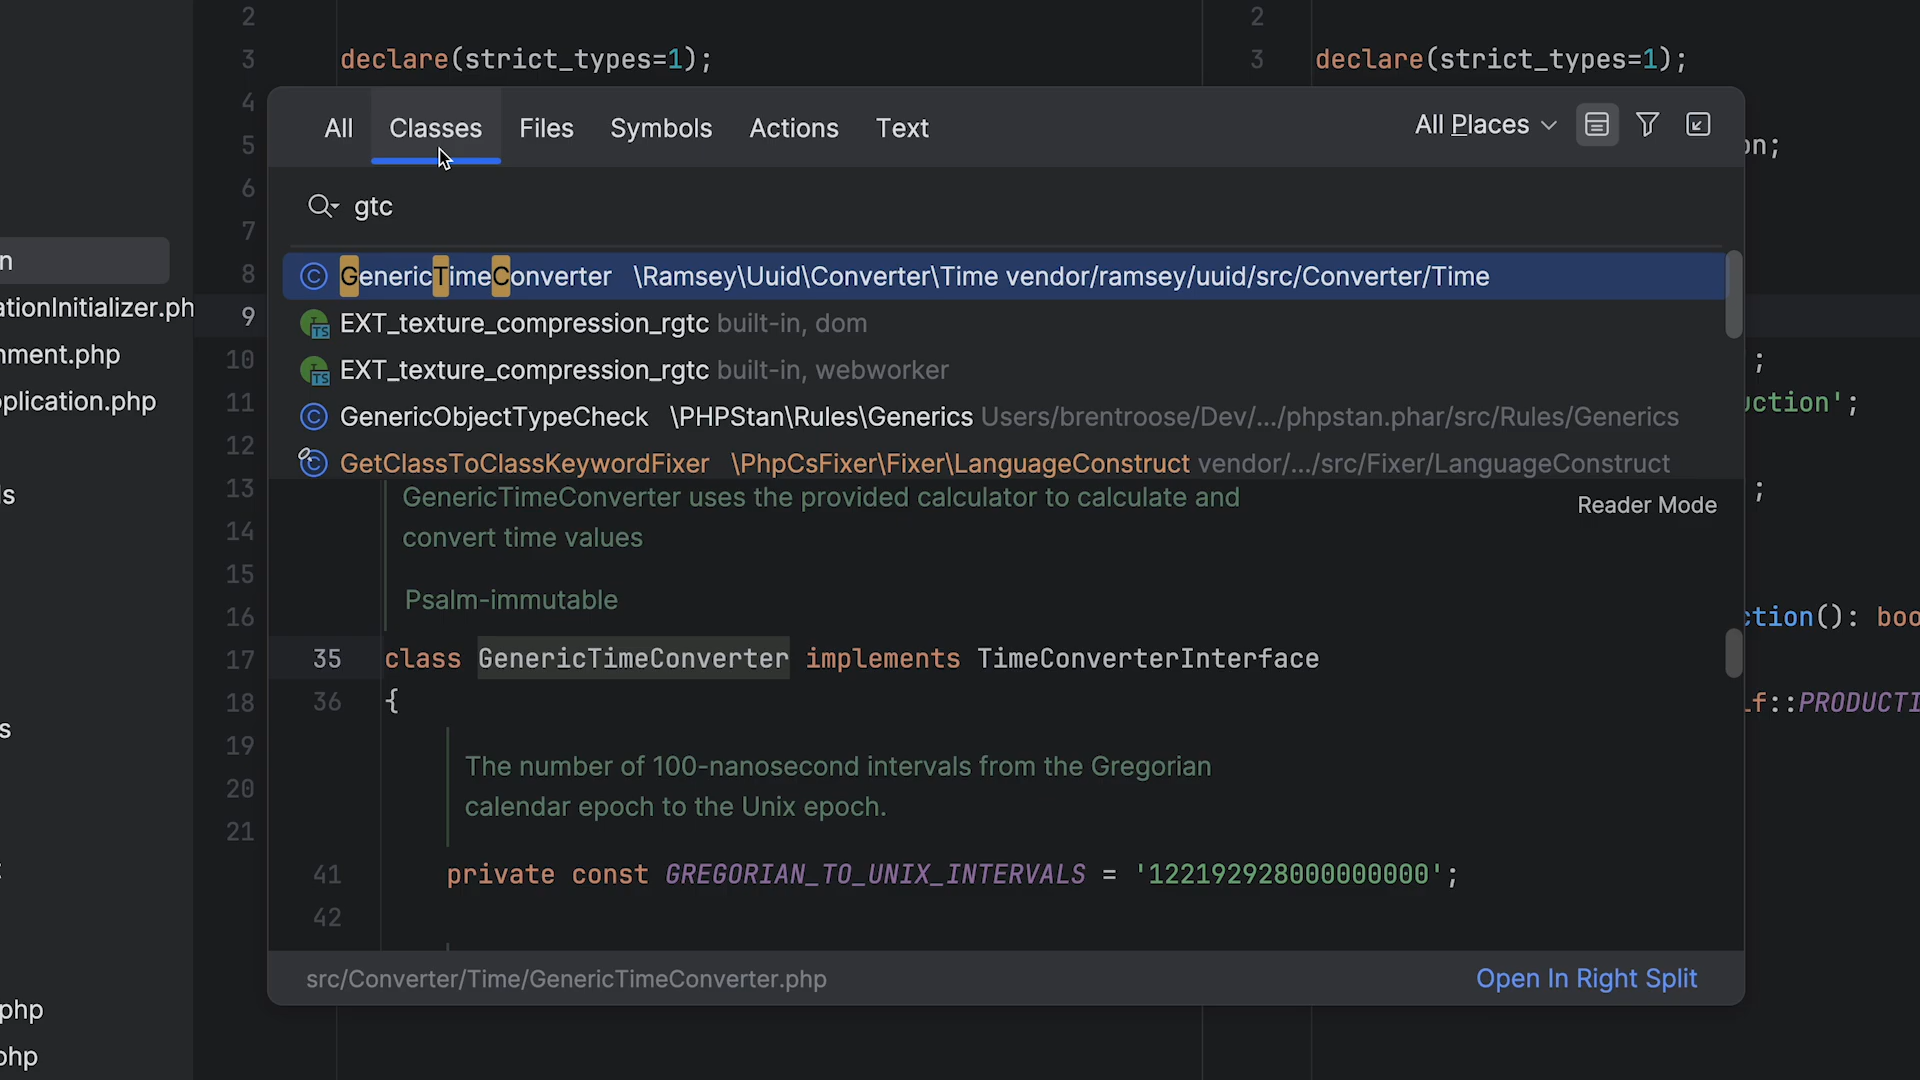 2
2
3
declare(strict_types=1);
3
declare(strict_types=1);
4
All Classes Files Symbols Actions Text
All Places
5
on;
6
gtc
7
n
8
GenericTimeConverter \Ramsey\Uuid\Converter\Time vendor/ramsey/uuid/src/Converter/Time
ationInitializer.ph
9
EXT_texture_compression_rgtc built-in, dom
nment.php
10
EXT_texture_compression_rgtc built-in, webworker
;
plication.php
11
GenericObjectTypeCheck \PHPStan\Rules\Generics Users/brentroose/Dev/.../phpstan.phar/src/Rules/Generics
uction';
12
GetClassToClassKeywordFixer \PhpCsFixer\Fixer\LanguageConstruct vendor/.../src/Fixer/LanguageConstruct
ls
13
GenericTimeConverter uses the provided calculator to calculate and
Reader Mode
;
14
convert time values
15
Psalm-immutable
16
ction(): boo
17
35 class GenericTimeConverter implements TimeConverterInterface
18
36 {
lf::PRODUCTI
s
19
The number of 100-nanosecond intervals from the Gregorian
20
calendar epoch to the Unix epoch.
21
41 private const GREGORIAN_TO_UNIX_INTERVALS = '122192928000000000';
42
src/Converter/Time/GenericTimeConverter.php
Open In Right Split
php
php